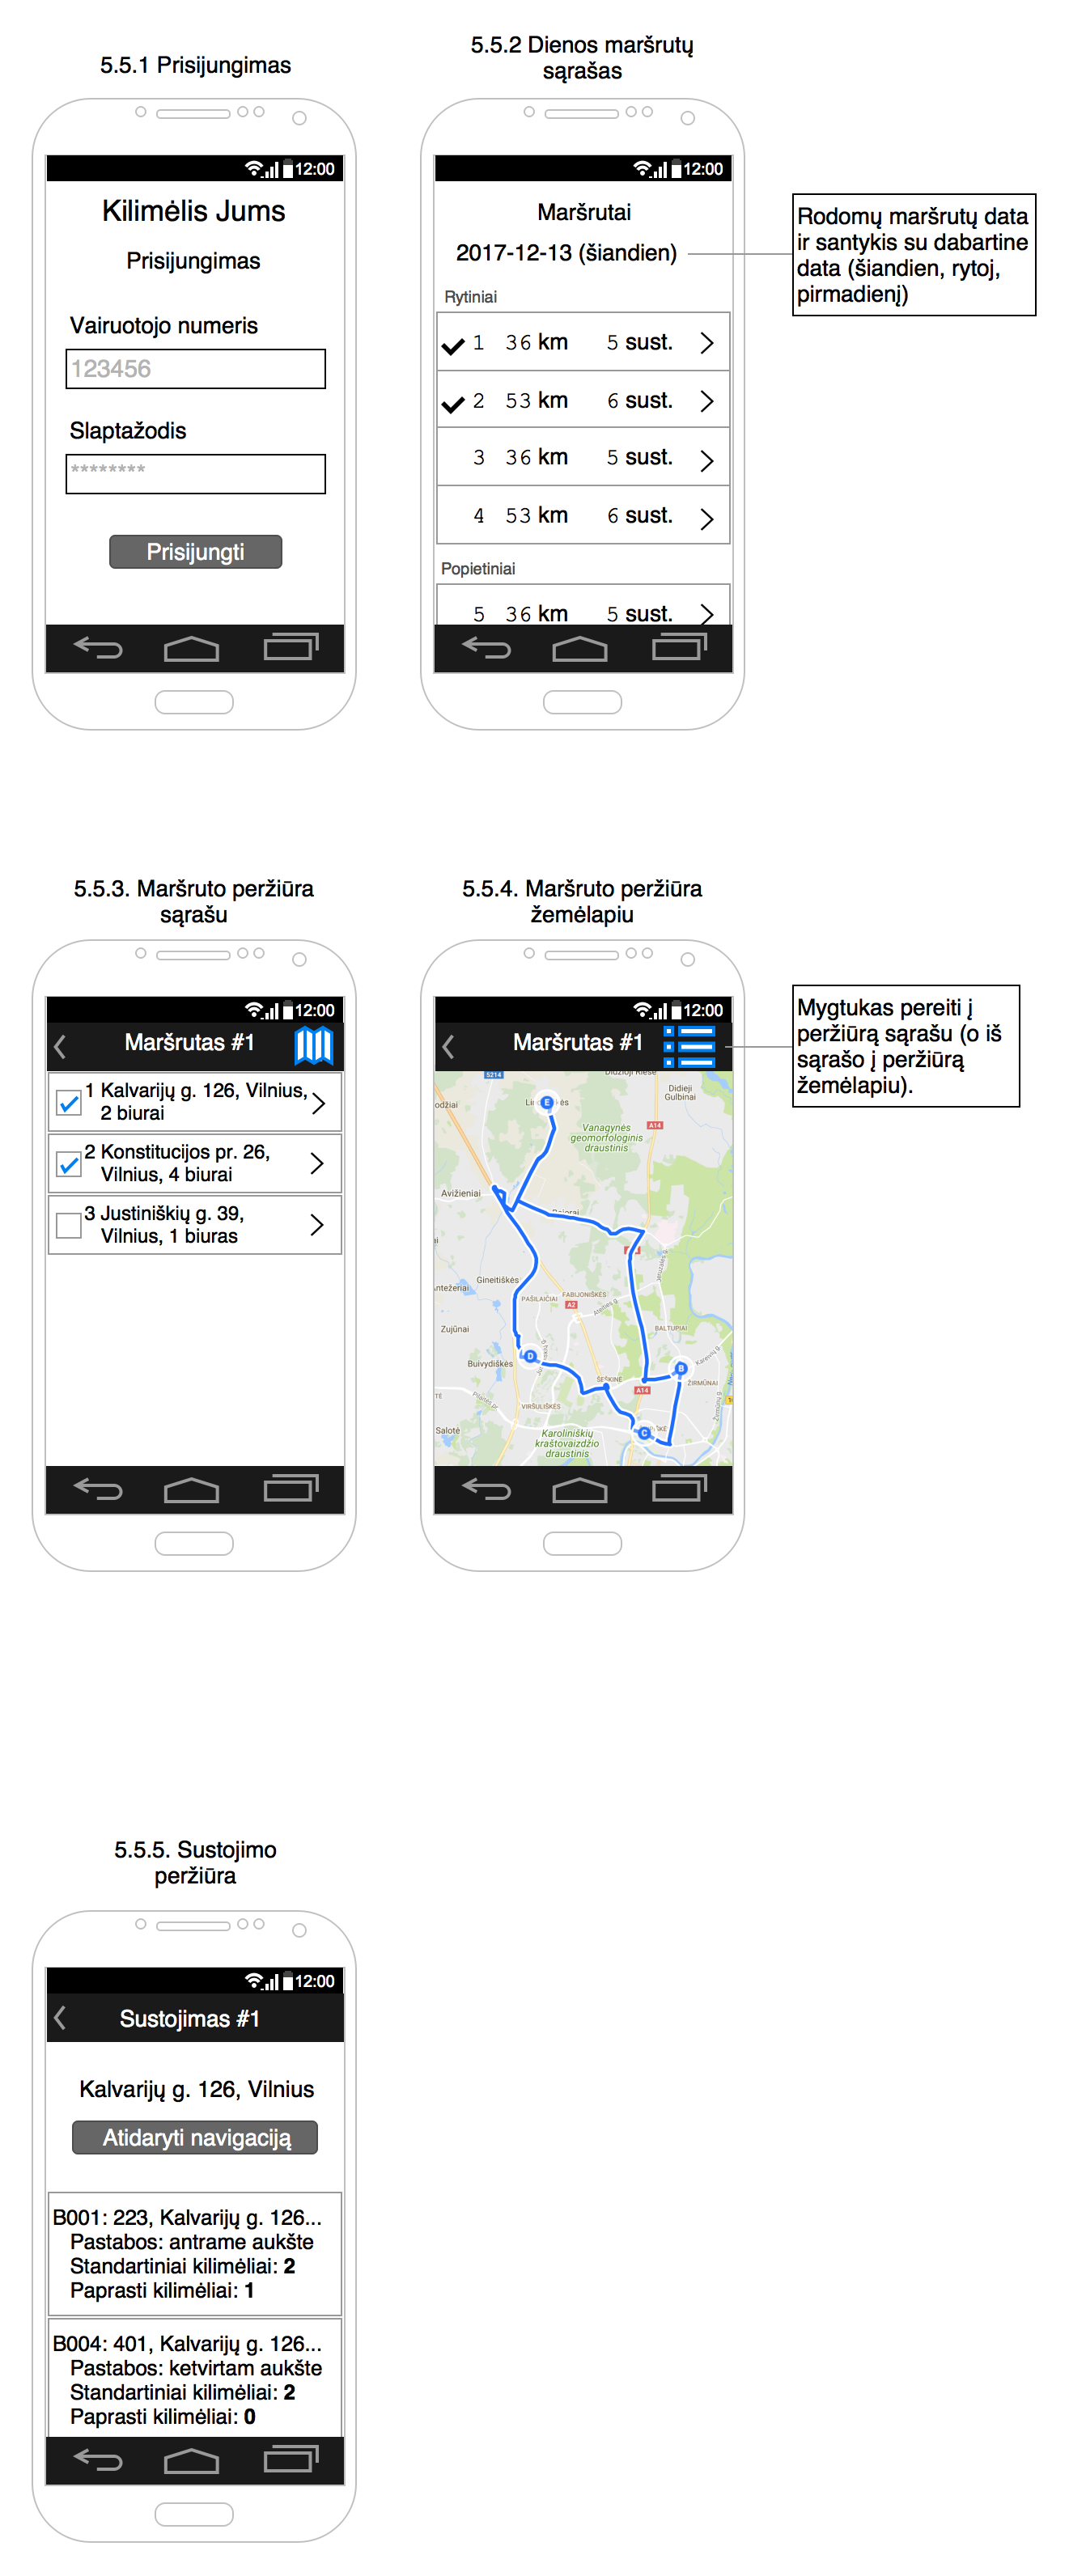 5.5.1 Prisijungimas
12:00
Kilimėlis Jums
Prisijungimas
Vairuotojo numeris
123456
Slaptažodis
********
Prisijungti
5.5.2 Dienos maršrutų
sąrašas
12:00
Maršrutai
2017-12-13 (šiandien)
Rytiniai
1 36 km 5 sust.
2 53 km 6 sust.
3 36 km 5 sust.
4 53 km 6 sust.
Popietiniai
5 36 km 5 sust.
Rodomų maršrutų data
ir santykis su dabartine
data (šiandien, rytoj,
pirmadienį)
5.5.3. Maršruto peržiūra
sąrašu
12:00
Maršrutas #1
1 Kalvarijų g. 126, Vilnius,
2 biurai
2 Konstitucijos pr. 26,
Vilnius, 4 biurai
3 Justiniškių g. 39,
Vilnius, 1 biuras
5.5.4. Maršruto peržiūra
žemėlapiu
12:00
Maršrutas #1
5214
Didžioji Riešė
Didieji
Gulbinai
E
A14
Vanagynės
geomorfologinis
draustinis
Avižieniai
Gineitiškės
PAŠILAIČIAI
FABIJONIŠKĖS
A2
Ateities g.
Zujūnai
BALTUPIAI
Buivydiškės
D
B
Kareivių g.
ŠEŠKINĖ
A14
ŽIRMŪNAI
VIRŠULIŠKĖS
Salotė
Karoliniškių
kraštovaizdžio
draustinis
C
Mygtukas pereiti į
peržiūrą sąrašu (o iš
sąrašo į peržiūrą
žemėlapiu).
5.5.5. Sustojimo
peržiūra
12:00
Sustojimas #1
Kalvarijų g. 126, Vilnius
Atidaryti navigaciją
B001: 223, Kalvarijų g. 126...
Pastabos: antrame aukšte
Standartiniai kilimėliai: 2
Paprasti kilimėliai: 1
B004: 401, Kalvarijų g. 126...
Pastabos: ketvirtam aukšte
Standartiniai kilimėliai: 2
Paprasti kilimėliai: 0